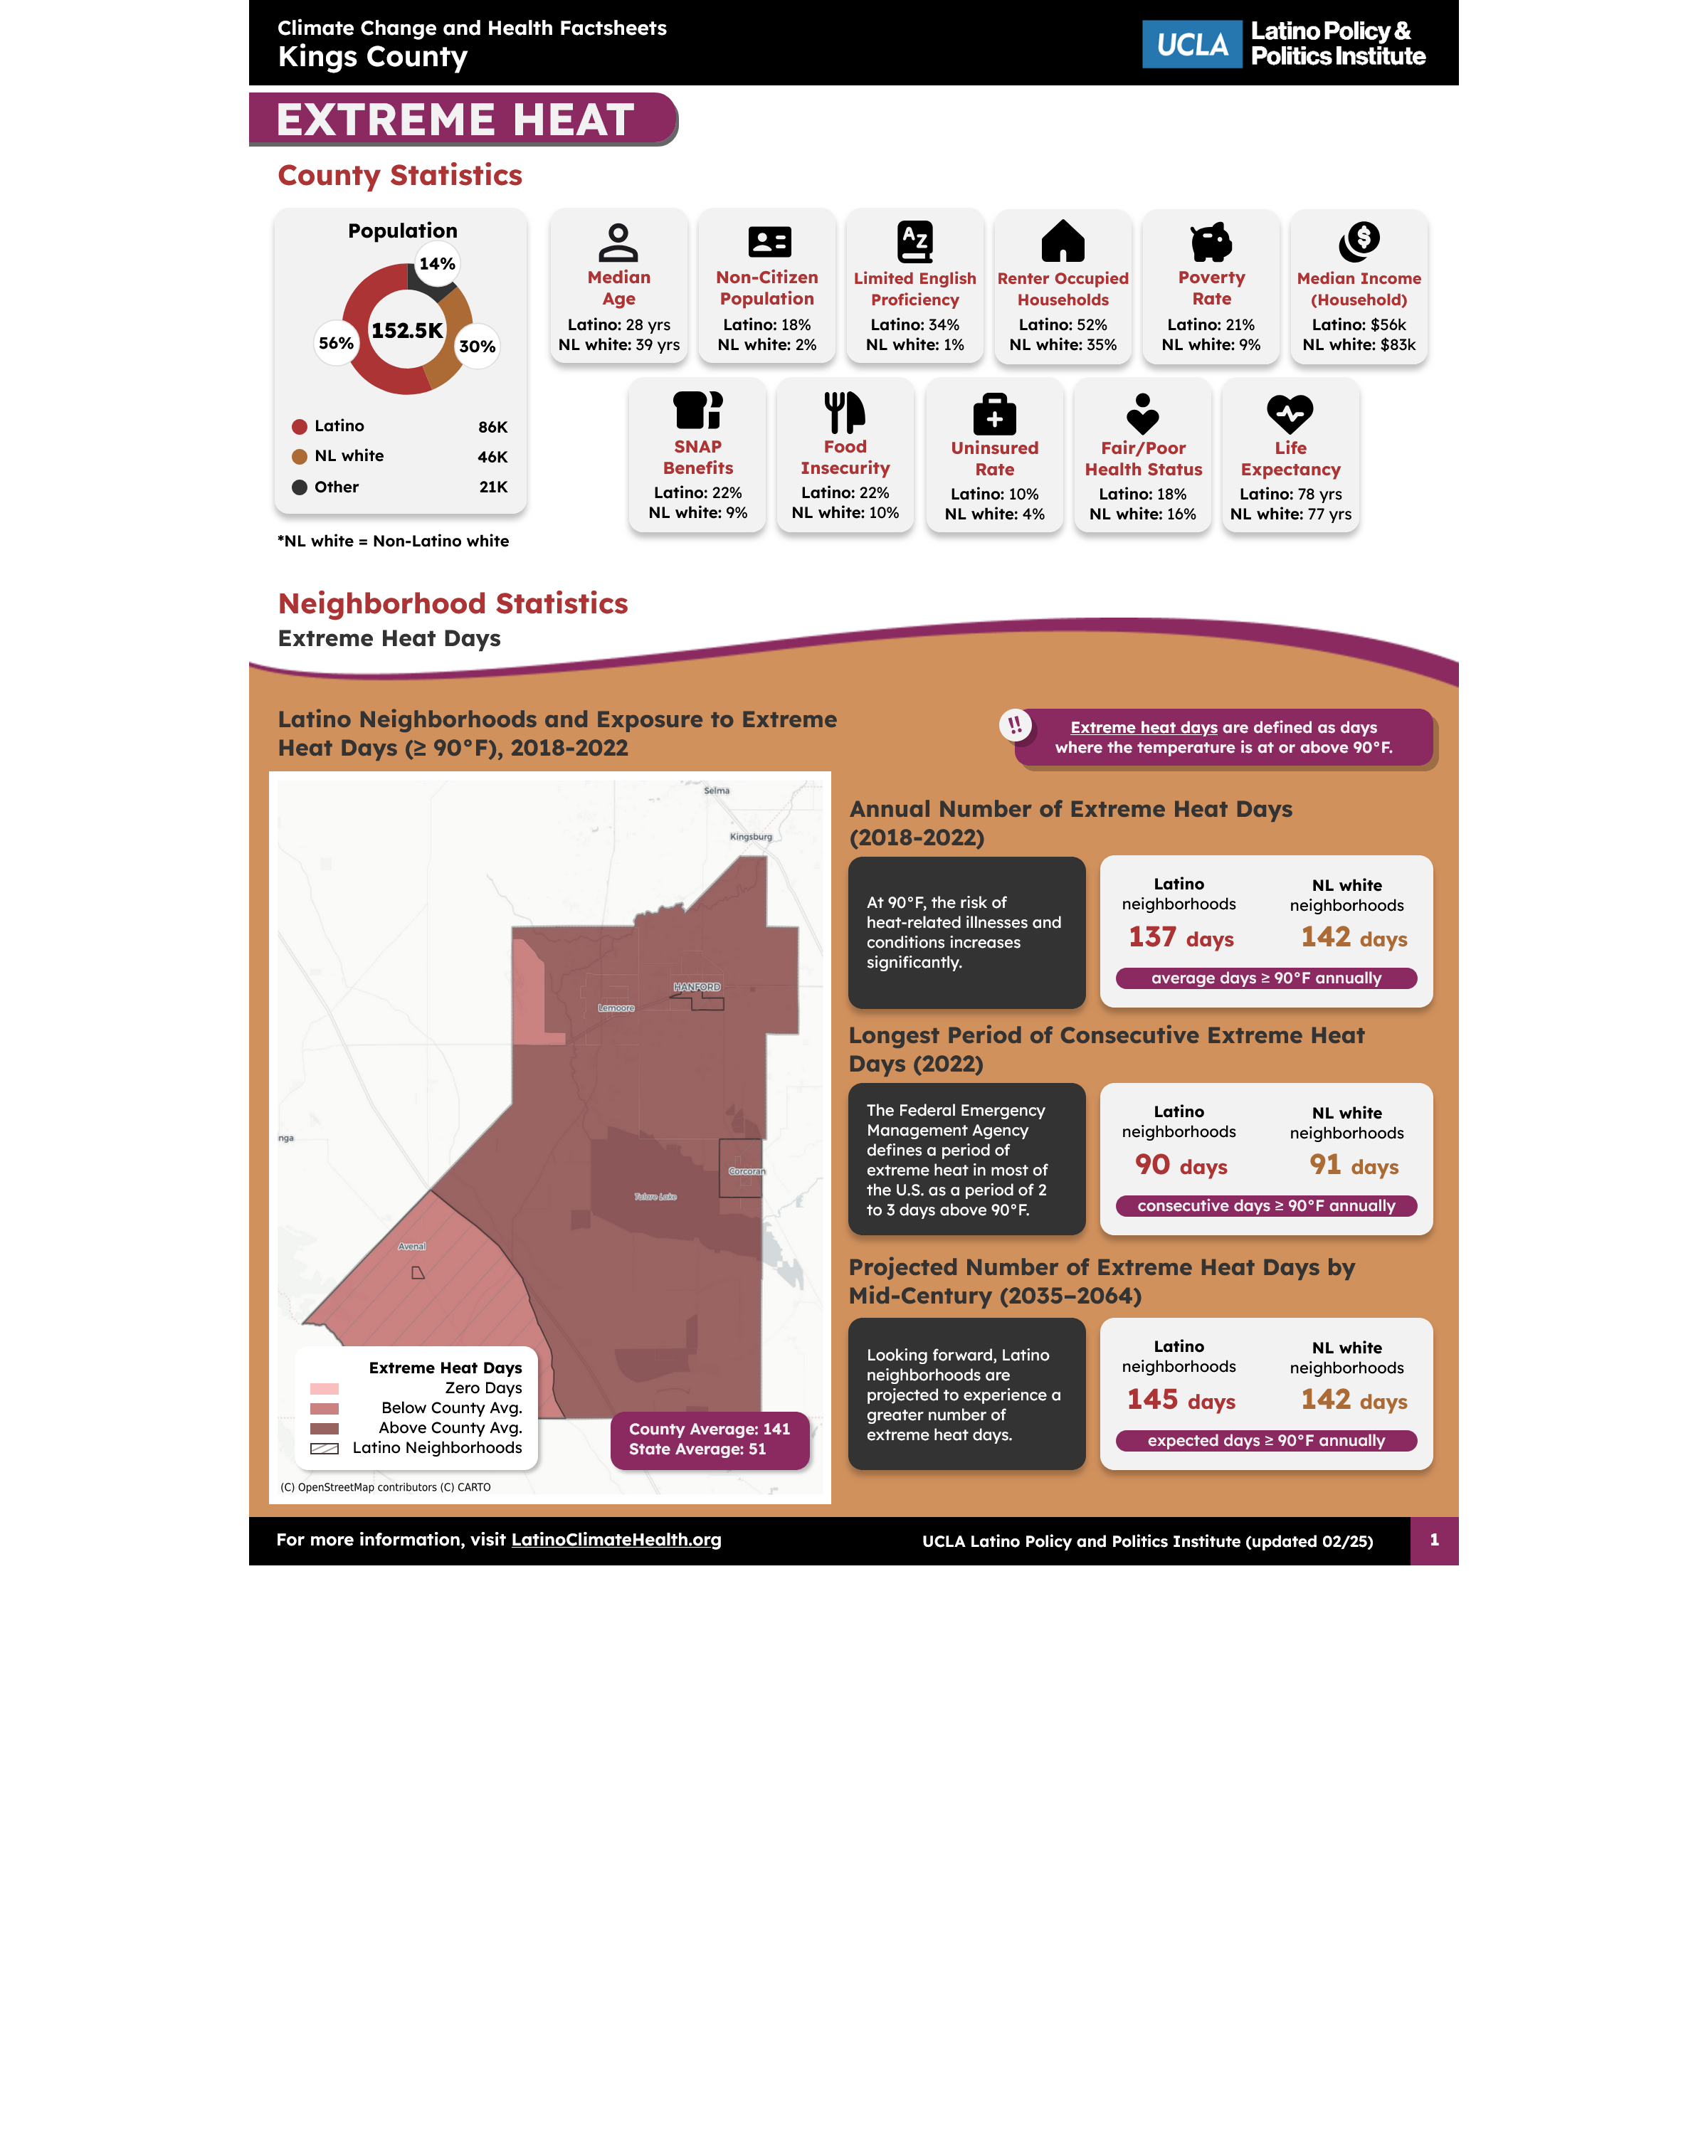 Climate Change and Health Factsheets
Kings County
UCLA
Latino Policy &
Politics Institute
EXTREME HEAT
County Statistics
Population
14%
152.5K
56%
30%
Latino 86K
NL white 46K
Other 21K
*NL white = Non-Latino white
Median
Age
Latino: 28 yrs
NL white: 39 yrs
Non-Citizen
Population
Latino: 18%
NL white: 2%
Limited English
Proficiency
Latino: 34%
NL white: 1%
Renter Occupied
Households
Latino: 52%
NL white: 35%
Poverty
Rate
Latino: 21%
NL white: 9%
Median Income
(Household)
Latino: $56k
NL white: $83k
SNAP
Benefits
Latino: 22%
NL white: 9%
Food
Insecurity
Latino: 22%
NL white: 10%
Uninsured
Rate
Latino: 10%
NL white: 4%
Fair/Poor
Health Status
Latino: 18%
NL white: 16%
Life
Expectancy
Latino: 78 yrs
NL white: 77 yrs
Neighborhood Statistics
Extreme Heat Days
Latino Neighborhoods and Exposure to Extreme
Heat Days (≥ 90°F), 2018-2022
!!
Extreme heat days are defined as days
where the temperature is at or above 90°F.
Selma
Kingsburg
HANFORD
Lemoore
nga
Corcoran
Tulare Lake
Avenal
Extreme Heat Days
Zero Days
Below County Avg.
Above County Avg.
Latino Neighborhoods
County Average: 141
State Average: 51
(C) OpenStreetMap contributors (C) CARTO
Annual Number of Extreme Heat Days
(2018-2022)
At 90°F, the risk of
heat-related illnesses and
conditions increases
significantly.
Latino
neighborhoods
137 days
NL white
neighborhoods
142 days
average days ≥ 90°F annually
Longest Period of Consecutive Extreme Heat
Days (2022)
The Federal Emergency
Management Agency
defines a period of
extreme heat in most of
the U.S. as a period of 2
to 3 days above 90°F.
Latino
neighborhoods
90 days
NL white
neighborhoods
91 days
consecutive days ≥ 90°F annually
Projected Number of Extreme Heat Days by
Mid-Century (2035–2064)
Looking forward, Latino
neighborhoods are
projected to experience a
greater number of
extreme heat days.
Latino
neighborhoods
145 days
NL white
neighborhoods
142 days
expected days ≥ 90°F annually
For more information, visit LatinoClimateHealth.org
UCLA Latino Policy and Politics Institute (updated 02/25)
1